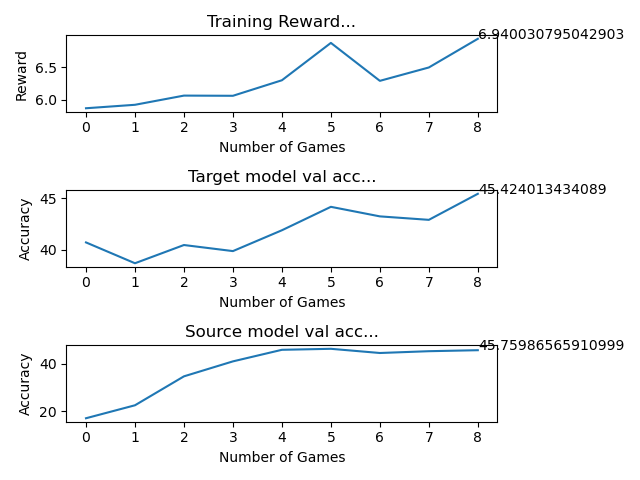 Training Reward...
6.940030795042903
6.5
6.0
Reward
0 1 2 3 4 5 6 7 8
Number of Games
Target model val acc...
45.424013434089
45
40
Accuracy
0 1 2 3 4 5 6 7 8
Number of Games
Source model val acc...
45.75986565910999
40
20
Accuracy
0 1 2 3 4 5 6 7 8
Number of Games